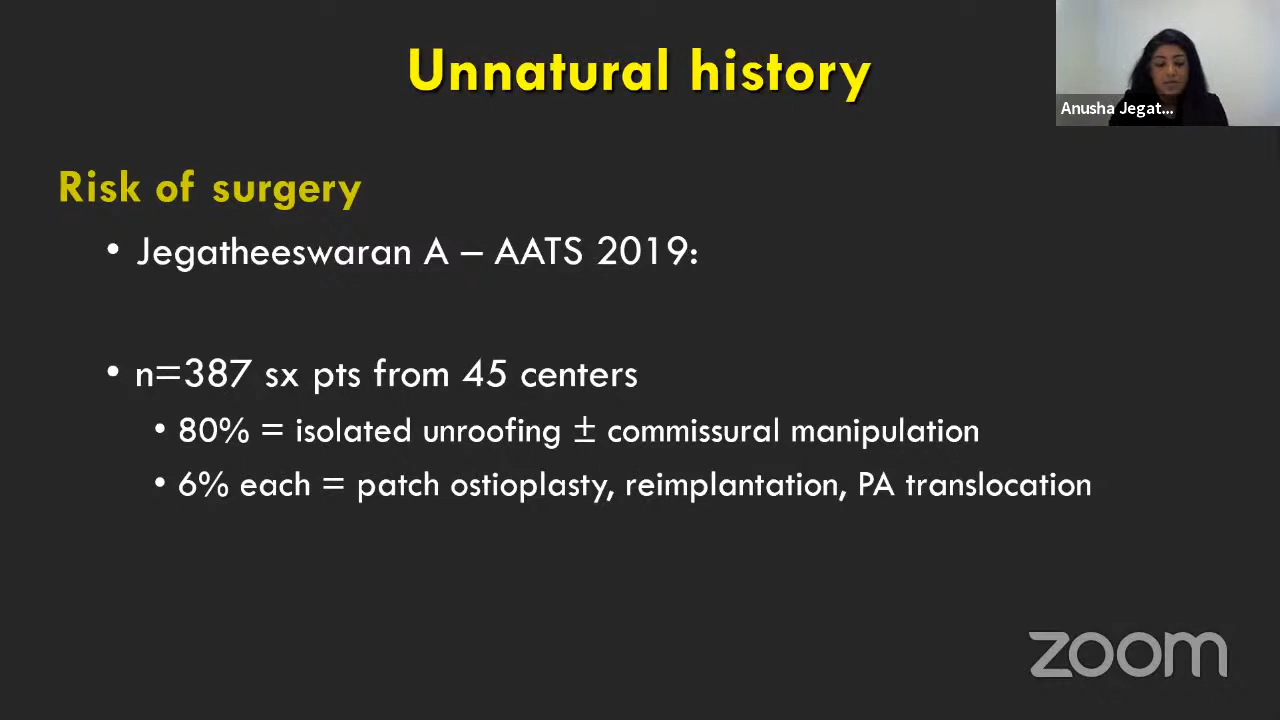 Unnatural history
Anusha Jegat...
Risk of surgery
• Jegatheeswaran A – AATS 2019:
• n=387 sx pts from 45 centers
• 80% = isolated unroofing ± commissural manipulation
• 6% each = patch ostioplasty, reimplantation, PA translocation
zoom